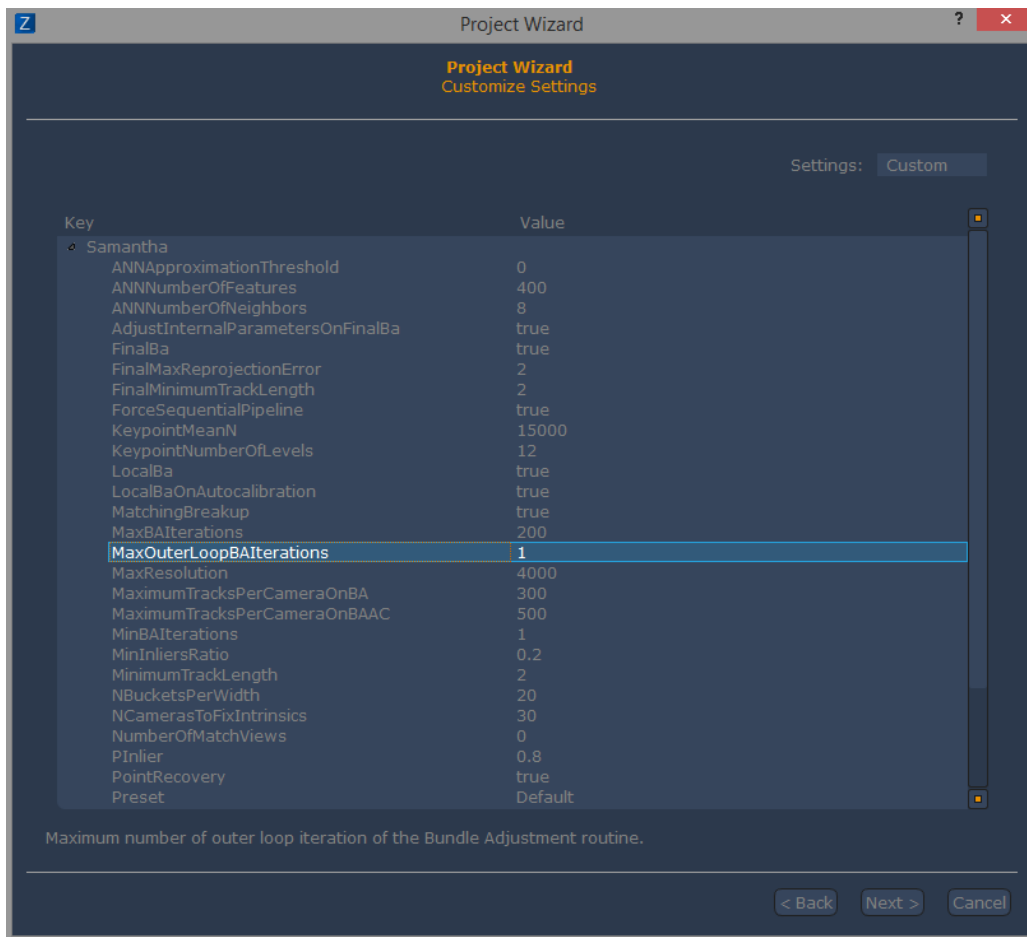 Z Project Wizard ? ×
Project Wizard
Customize Settings
Settings: Custom
Key Value
Samantha
ANNApproximationThreshold 0
ANNNumberOfFeatures 400
ANNNumberOfNeighbors 8
AdjustInternalParametersOnFinalBa true
FinalBa true
FinalMaxReprojectionError 2
FinalMinimumTrackLength 2
ForceSequentialPipeline true
KeypointMeanN 15000
KeypointNumberOfLevels 12
LocalBa true
LocalBaOnAutocalibration true
MatchingBreakup true
MaxBAIterations 200
MaxOuterLoopBAIterations 1
MaxResolution 4000
MaximumTracksPerCameraOnBA 300
MaximumTracksPerCameraOnBAAC 500
MinBAIterations 1
MinInliersRatio 0.2
MinimumTrackLength 2
NBucketsPerWidth 20
NCamerasToFixIntrinsics 30
NumberOfMatchViews 0
PInlier 0.8
PointRecovery true
Preset Default
Maximum number of outer loop iteration of the Bundle Adjustment routine.
< Back Next > Cancel